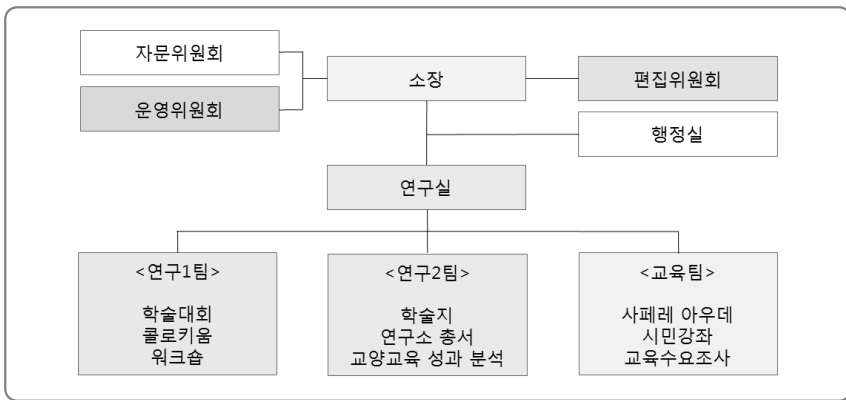 자문위원회
소장
편집위원회
운영위원회
행정실
연구실
<연구1팀>
학술대회
콜로키움
워크숍
<연구2팀>
학술지
연구소 총서
교양교육 성과 분석
<교육팀>
사페레 아우데
시민강좌
교육수요조사